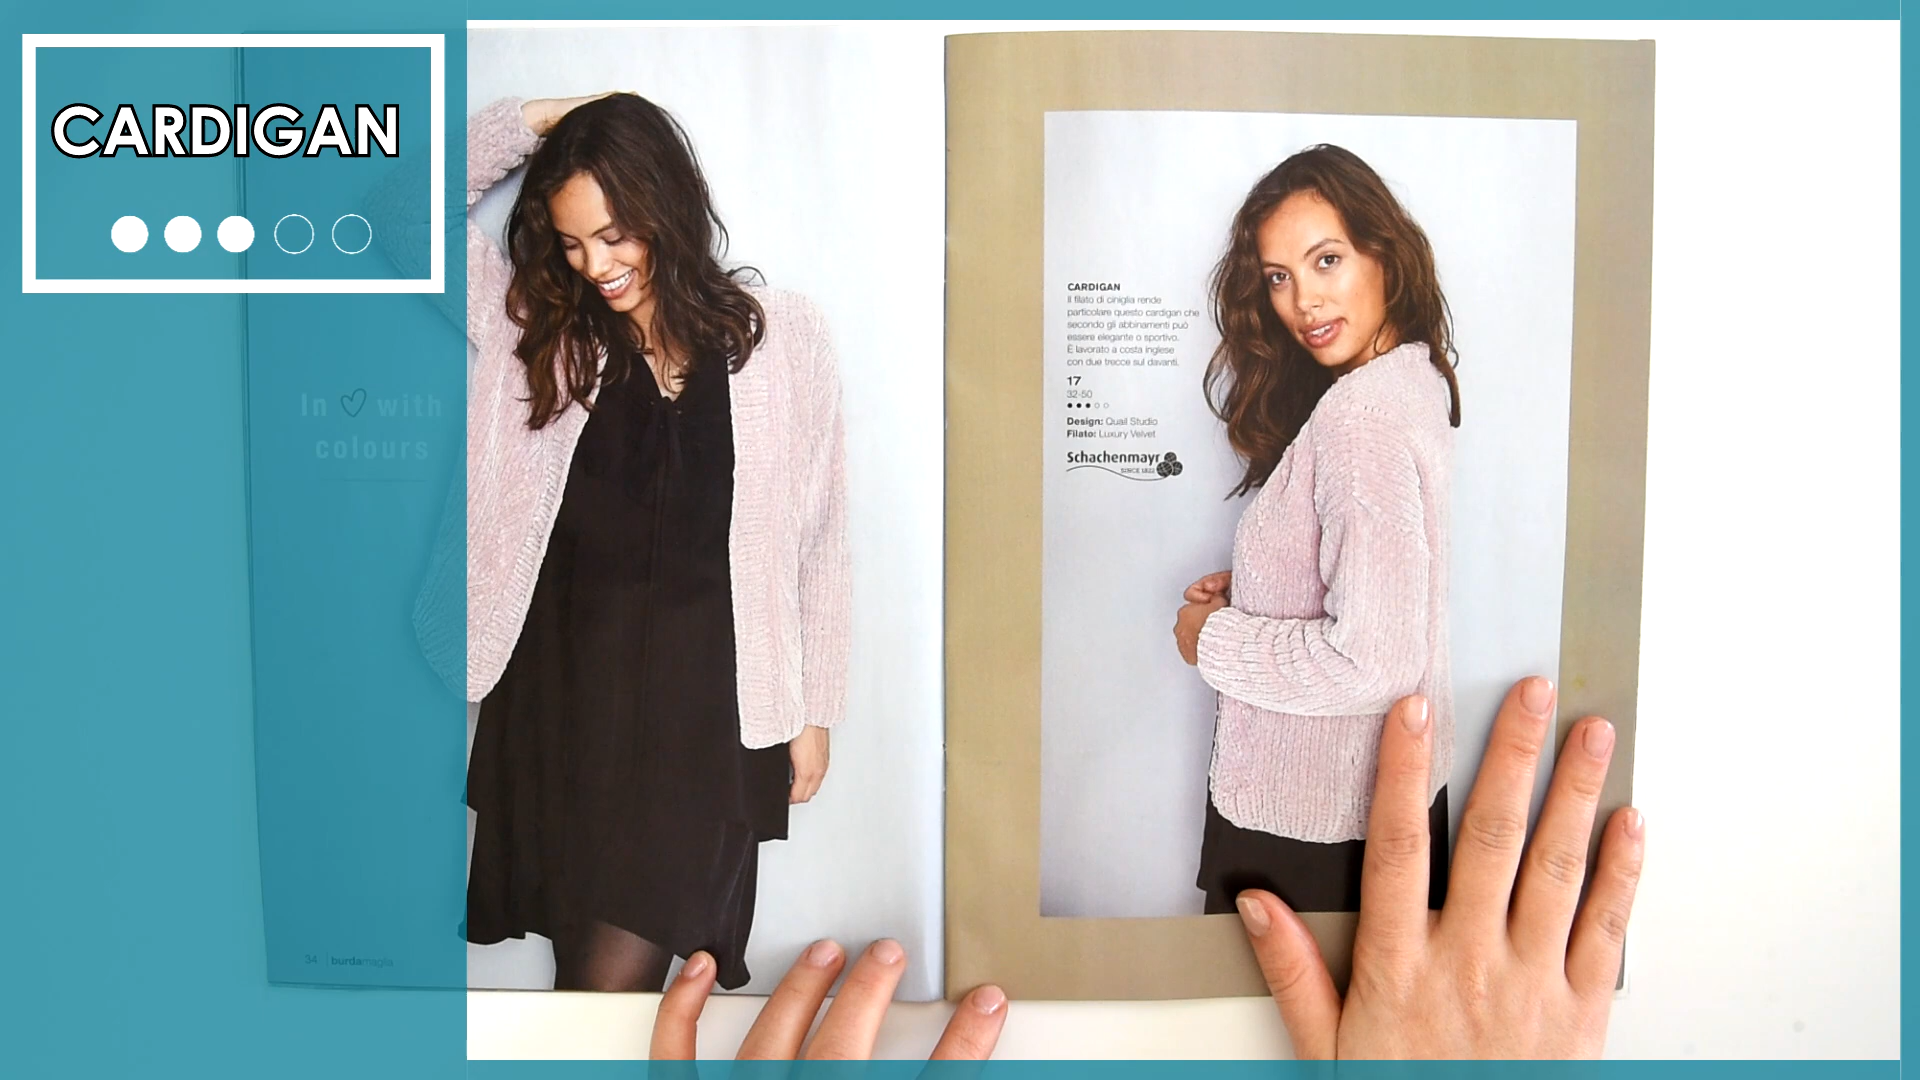 CARDIGAN
In ♡ with
colours
34 | burdamaglia
CARDIGAN
Il filato di ciniglia rende
particolare questo cardigan che
secondo gli abbinamenti può
essere elegante o sportivo.
È lavorato a costa inglese
con due trecce sul davanti.
17
32-50
Design: Quail Studio
Filato: Luxury Velvet
Schachenmayr
SINCE 1822